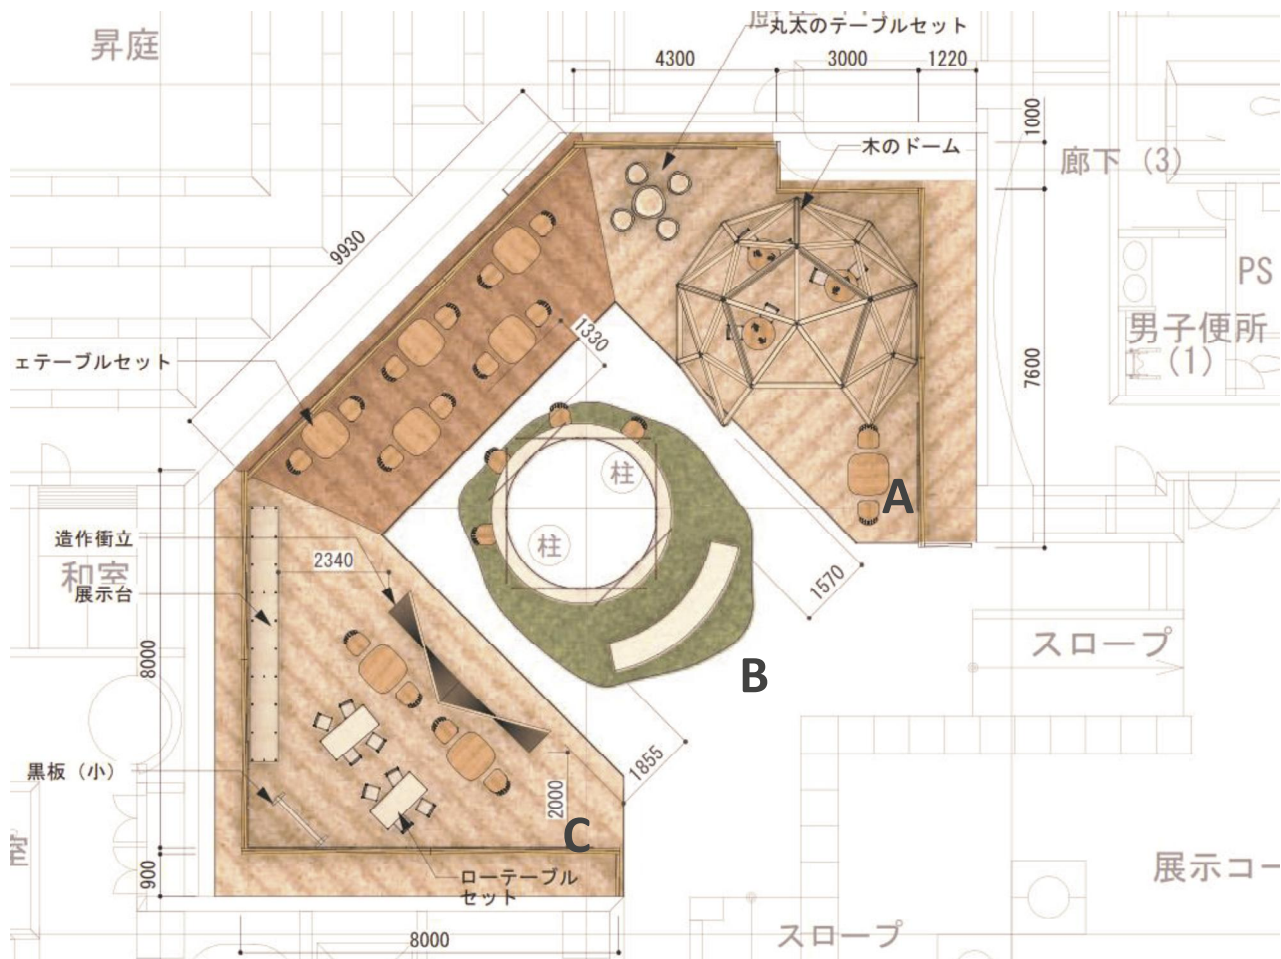 丸太のテーブルセット
昇庭
4300
3000
1220
1000
木のドーム
廊下 (3)
9930
PS
男子便所
(1)
1330
ェテーブルセット
7600
柱
A
柱
造作衝立
2340
和室
展示台
1570
スロープ
8000
B
黒板（小）
1855
2000
C
900
ローテーブル
セット
展示コー
8000
スロープ